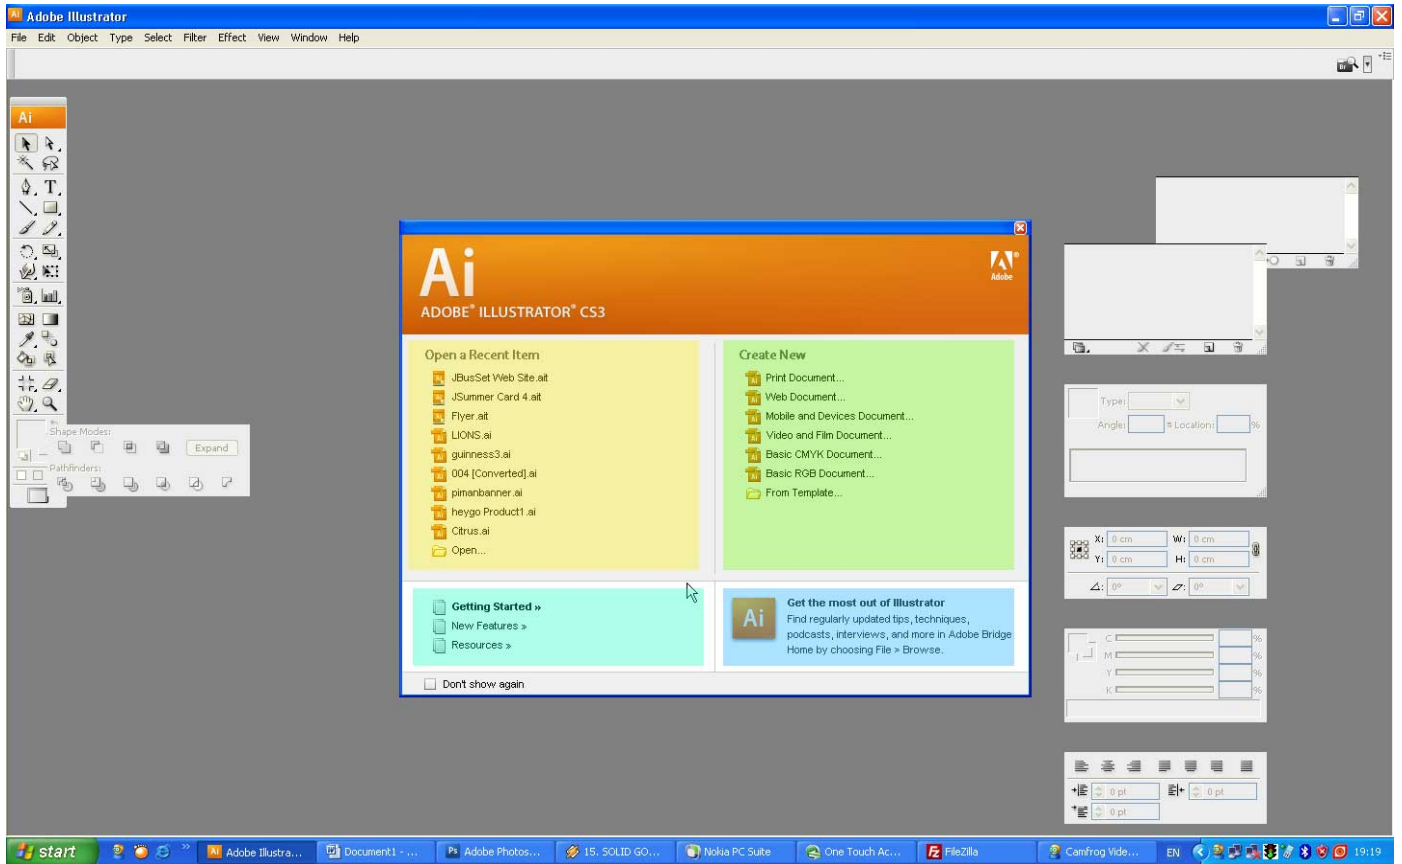 Adobe Illustrator
File Edit Object Type Select Filter Effect View Window Help
Ai
Shape Modes:
Expand
Pathfinders:
Ai
Adobe
ADOBE® ILLUSTRATOR® CS3
Open a Recent Item
JBusSet Web Site.ait
JSummer Card 4.ait
Flyer.ait
LIONS.ai
guinness3.ai
004 [Converted].ai
pimanbanner.ai
heygo Product1.ai
Citrus.ai
Open...
Create New
Print Document...
Web Document...
Mobile and Devices Document...
Video and Film Document...
Basic CMYK Document...
Basic RGB Document...
From Template...
Getting Started »
New Features »
Resources »
Ai
Get the most out of Illustrator
Find regularly updated tips, techniques,
podcasts, interviews, and more in Adobe Bridge
Home by choosing File > Browse.
Don't show again
Type:
Angle: Location: %
X: 0 cm W: 0 cm
Y: 0 cm H: 0 cm
0° 0°
C %
M %
Y %
K %
0 pt 0 pt
0 pt
start Adobe Illustra... Document1 - ... Ps Adobe Photos... 15. SOLID GO... Nokia PC Suite One Touch Ac... Fz FileZilla Camfrog Vide... EN 19:19